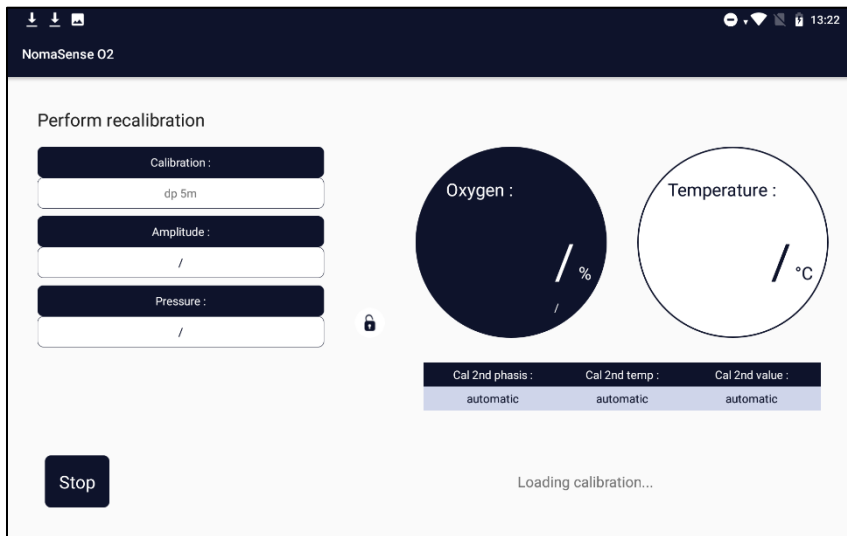 13:22
NomaSense O2
Perform recalibration
Calibration :
dp 5m
Amplitude :
/
Pressure :
/
Oxygen :
/ %
/
Temperature :
/ °C
Cal 2nd phasis : Cal 2nd temp : Cal 2nd value :
automatic automatic automatic
Stop
Loading calibration...